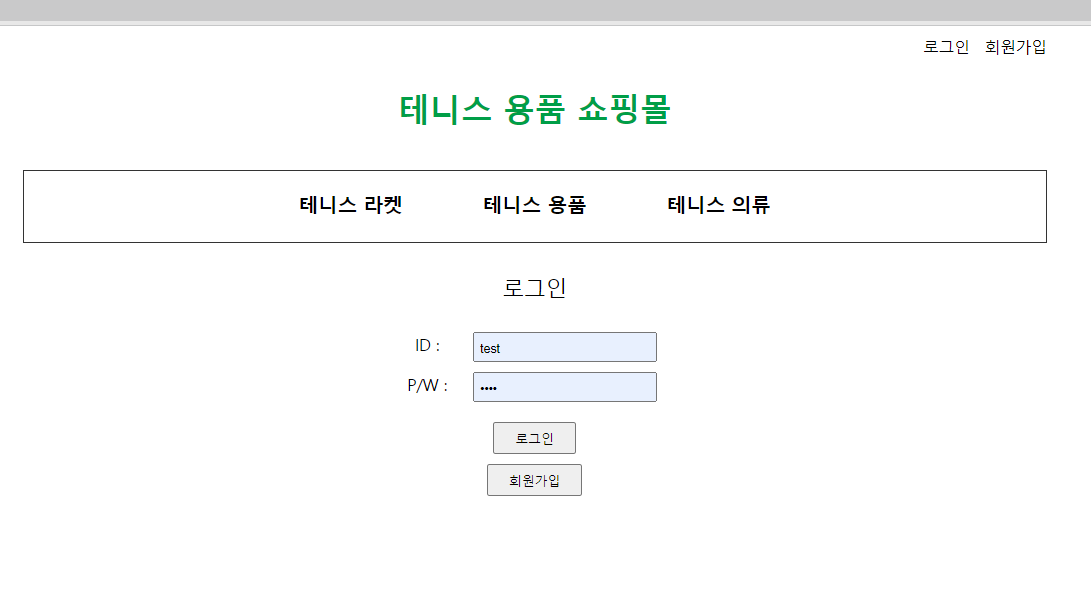 로그인 회원가입
테니스 용품 쇼핑몰
테니스 라켓 테니스 용품 테니스 의류
로그인
ID : test
P/W : ••••
로그인
회원가입